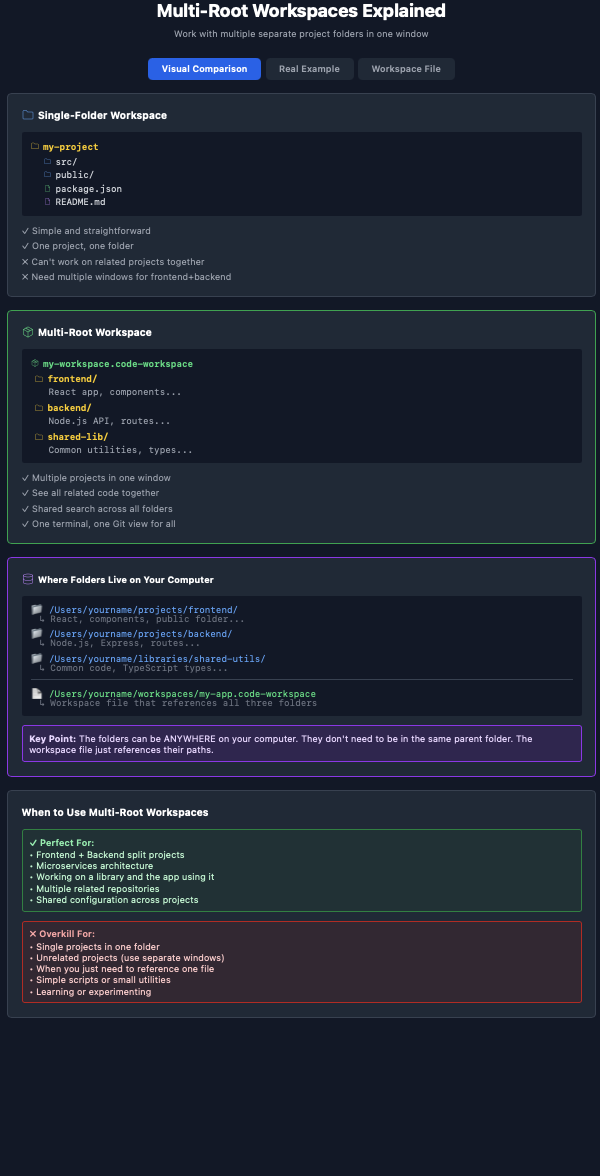 Multi-Root Workspaces Explained
Work with multiple separate project folders in one window
Visual Comparison
Real Example
Workspace File
Single-Folder Workspace
my-project
src/
public/
package.json
README.md
✓ Simple and straightforward
✓ One project, one folder
✕ Can't work on related projects together
✕ Need multiple windows for frontend+backend
Multi-Root Workspace
my-workspace.code-workspace
frontend/
React app, components...
backend/
Node.js API, routes...
shared-lib/
Common utilities, types...
✓ Multiple projects in one window
✓ See all related code together
✓ Shared search across all folders
✓ One terminal, one Git view for all
Where Folders Live on Your Computer
/Users/yourname/projects/frontend/
↳ React, components, public folder...
/Users/yourname/projects/backend/
↳ Node.js, Express, routes...
/Users/yourname/libraries/shared-utils/
↳ Common code, TypeScript types...
/Users/yourname/workspaces/my-app.code-workspace
↳ Workspace file that references all three folders
Key Point: The folders can be ANYWHERE on your computer. They don't need to be in the same parent folder. The
workspace file just references their paths.
When to Use Multi-Root Workspaces
✓ Perfect For:
• Frontend + Backend split projects
• Microservices architecture
• Working on a library and the app using it
• Multiple related repositories
• Shared configuration across projects
✕ Overkill For:
• Single projects in one folder
• Unrelated projects (use separate windows)
• When you just need to reference one file
• Simple scripts or small utilities
• Learning or experimenting